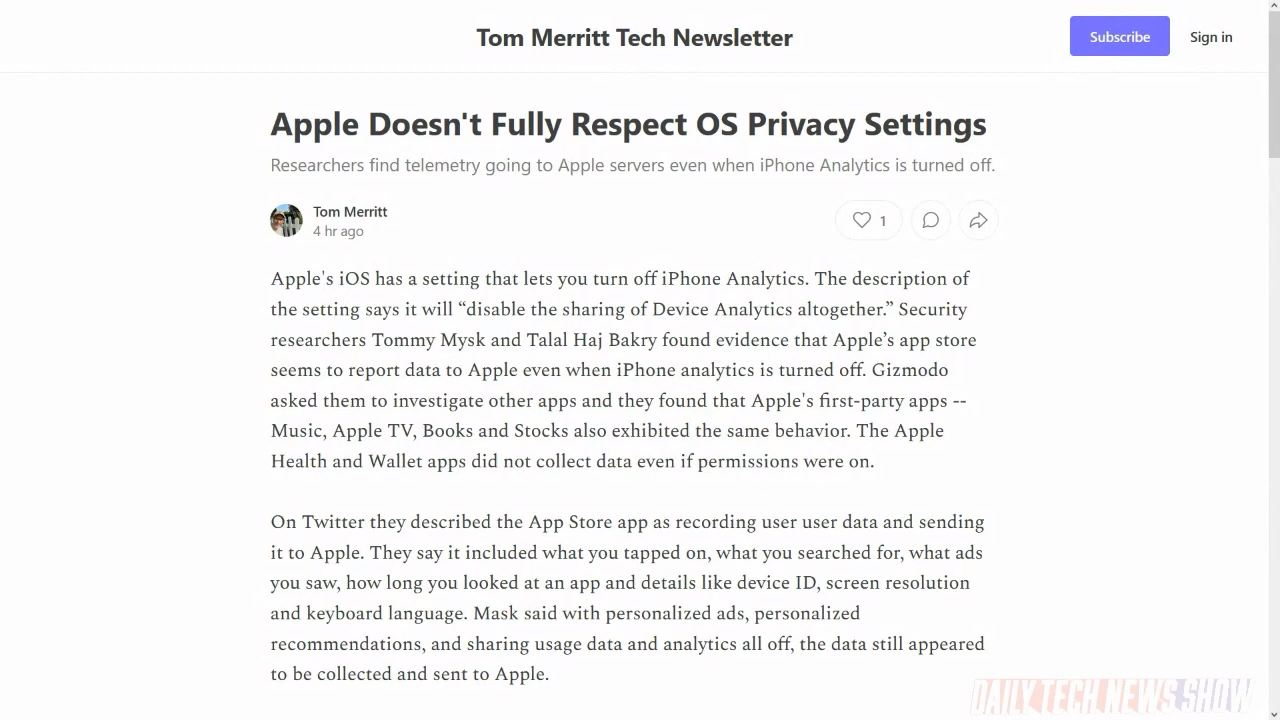 Tom Merritt Tech Newsletter
Subscribe
Sign in
Apple Doesn't Fully Respect OS Privacy Settings
Researchers find telemetry going to Apple servers even when iPhone Analytics is turned off.
Tom Merritt
4 hr ago
1
Apple's iOS has a setting that lets you turn off iPhone Analytics. The description of
the setting says it will “disable the sharing of Device Analytics altogether.” Security
researchers Tommy Mysk and Talal Haj Bakry found evidence that Apple’s app store
seems to report data to Apple even when iPhone analytics is turned off. Gizmodo
asked them to investigate other apps and they found that Apple's first-party apps --
Music, Apple TV, Books and Stocks also exhibited the same behavior. The Apple
Health and Wallet apps did not collect data even if permissions were on.
On Twitter they described the App Store app as recording user user data and sending
it to Apple. They say it included what you tapped on, what you searched for, what ads
you saw, how long you looked at an app and details like device ID, screen resolution
and keyboard language. Mask said with personalized ads, personalized
recommendations, and sharing usage data and analytics all off, the data still appeared
to be collected and sent to Apple.
DAILY TECH NEWS SHOW